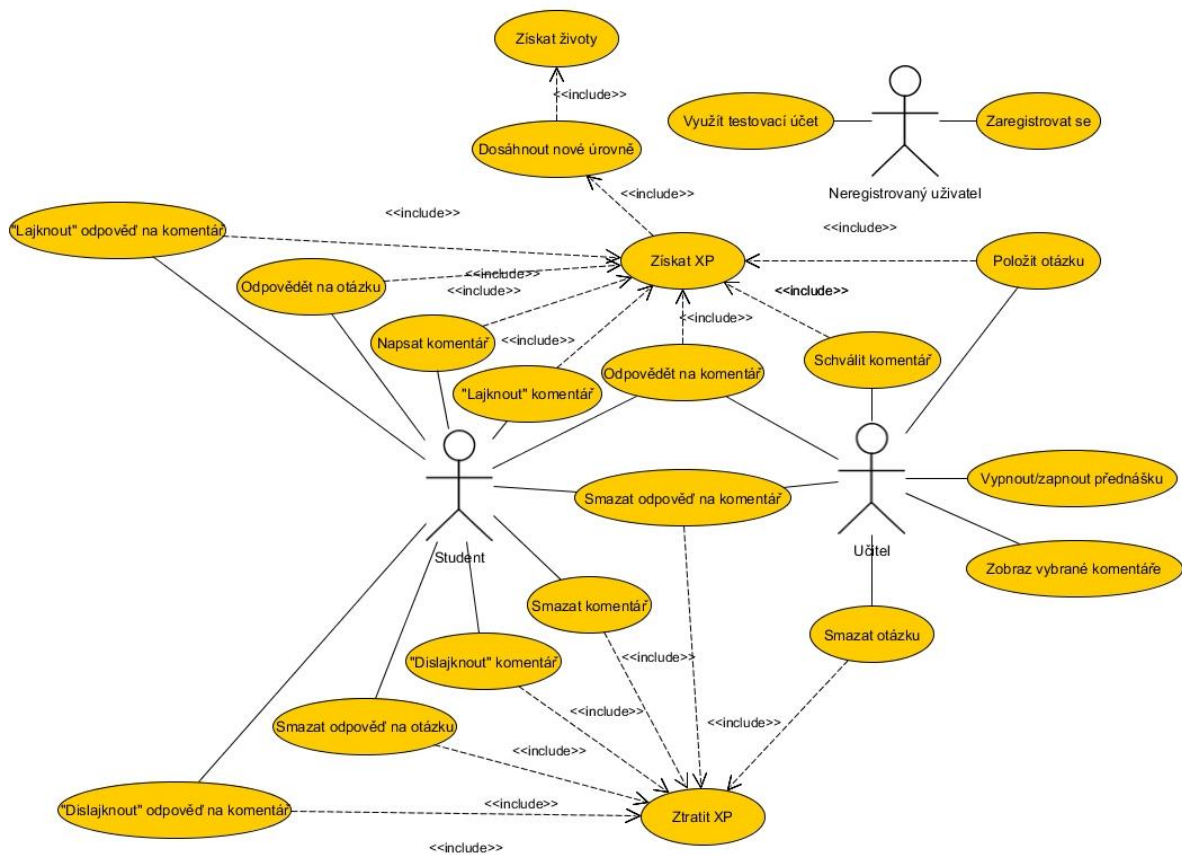 Získat životy
<<include>>
Využít testovací účet
Zaregistrovat se
Dosáhnout nové úrovně
Neregistrovaný uživatel
<<include>>
<<include>>
<<include>>
"Lajknout" odpověď na komentář
Získat XP
Položit otázku
<<include>>
Odpovědět na otázku
<<include>>
<<include>>
<<include>>
<<include>>
Napsat komentář
Schválit komentář
Odpovědět na komentář
"Lajknout" komentář
Vypnout/zapnout přednášku
Smazat odpověď na komentář
Student
Učitel
Zobraz vybrané komentáře
Smazat komentář
Smazat otázku
<<include>>
"Dislajknout" komentář
<<include>>
<<include>>
Smazat odpověď na otázku
<<include>>
"Dislajknout" odpověď na komentář
Ztratit XP
<<include>>
<<include>>